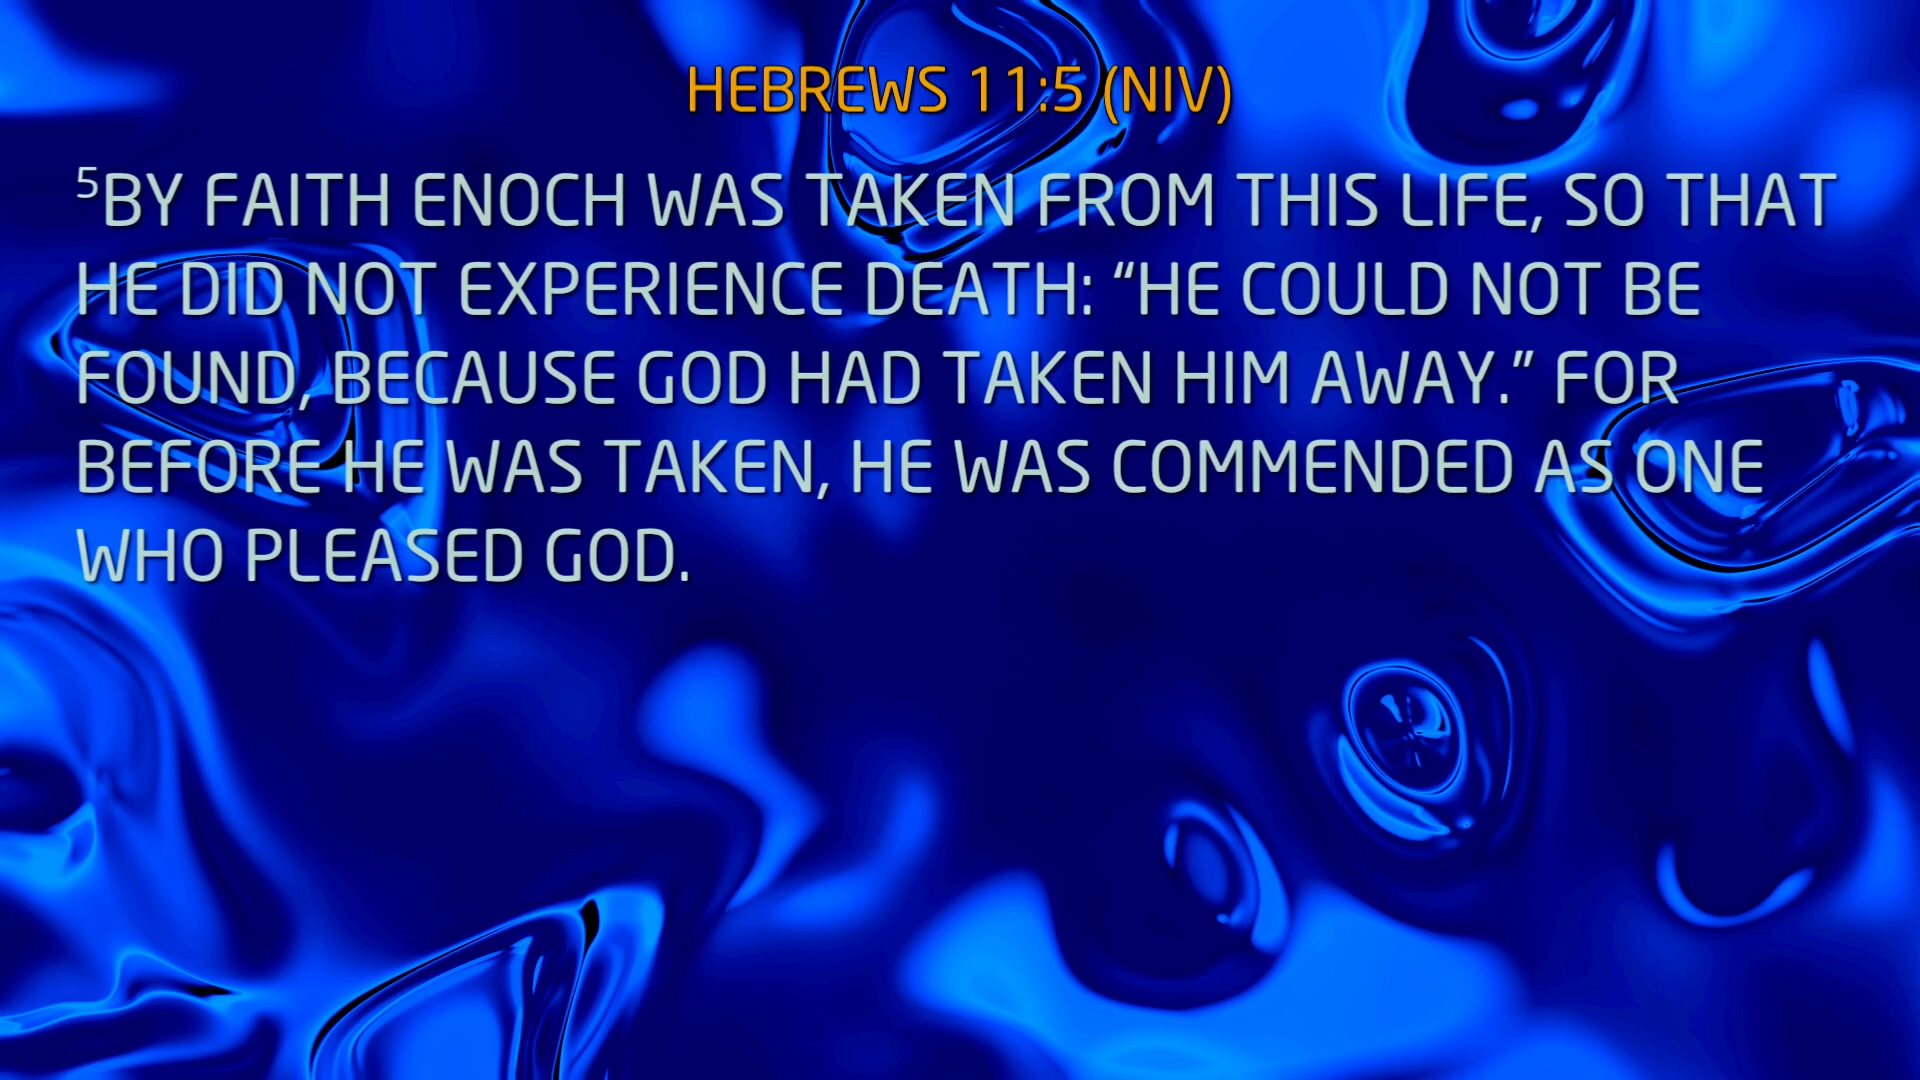 HEBREWS 11:5 (NIV)
⁵BY FAITH ENOCH WAS TAKEN FROM THIS LIFE, SO THAT
HE DID NOT EXPERIENCE DEATH: “HE COULD NOT BE
FOUND, BECAUSE GOD HAD TAKEN HIM AWAY.” FOR
BEFORE HE WAS TAKEN, HE WAS COMMENDED AS ONE
WHO PLEASED GOD.